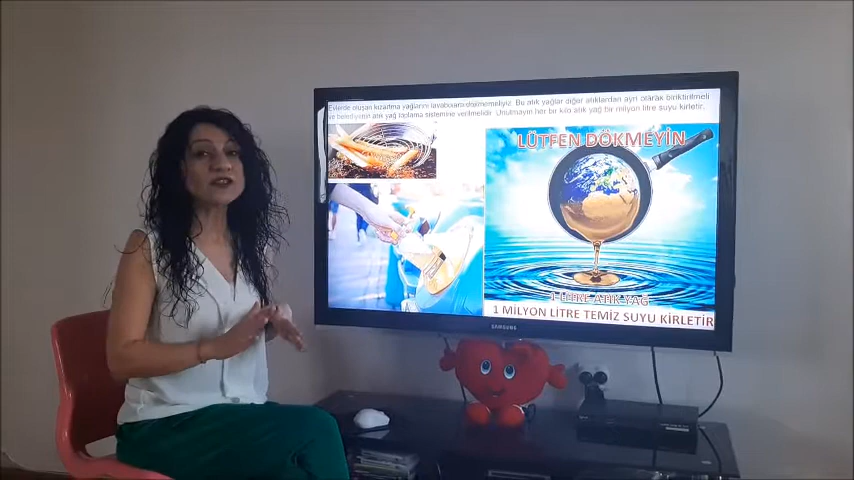 Evlerde oluşan kızartma yağlarını lavabolara dökmemeliyiz. Bu atık yağlar diğer atıklardan ayrı olarak biriktirilmeli
ve belediyenin atık yağ toplama sistemine verilmelidir. Unutmayın her bir kilo atık yağ bir milyon litre suyu kirletir.
LÜTFEN DÖKMEYİN
1 LITRE ATIK YAĞ
1 MİLYON LİTRE TEMİZ SUYU KİRLETİR
SAMSUNG